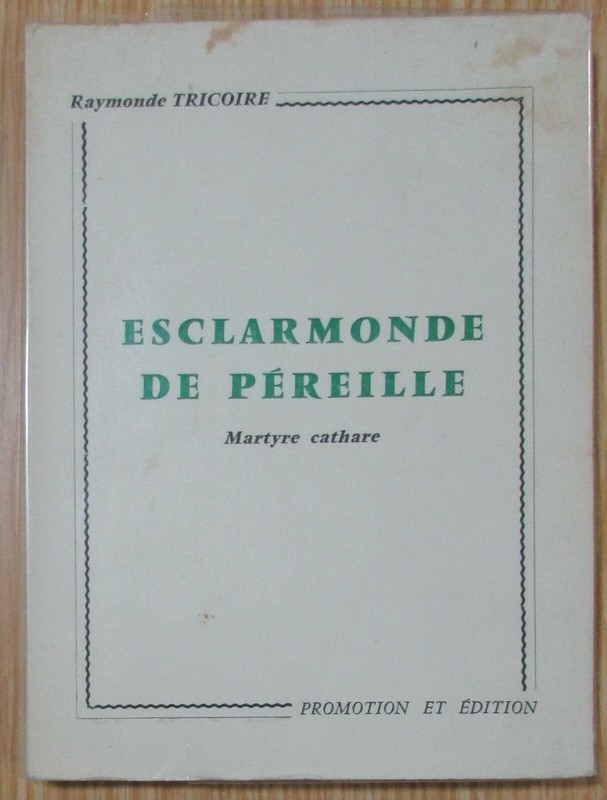 Raymonde TRICOIRE
ESCLARMONDE
DE PÉREILLE
Martyre cathare
PROMOTION ET ÉDITION